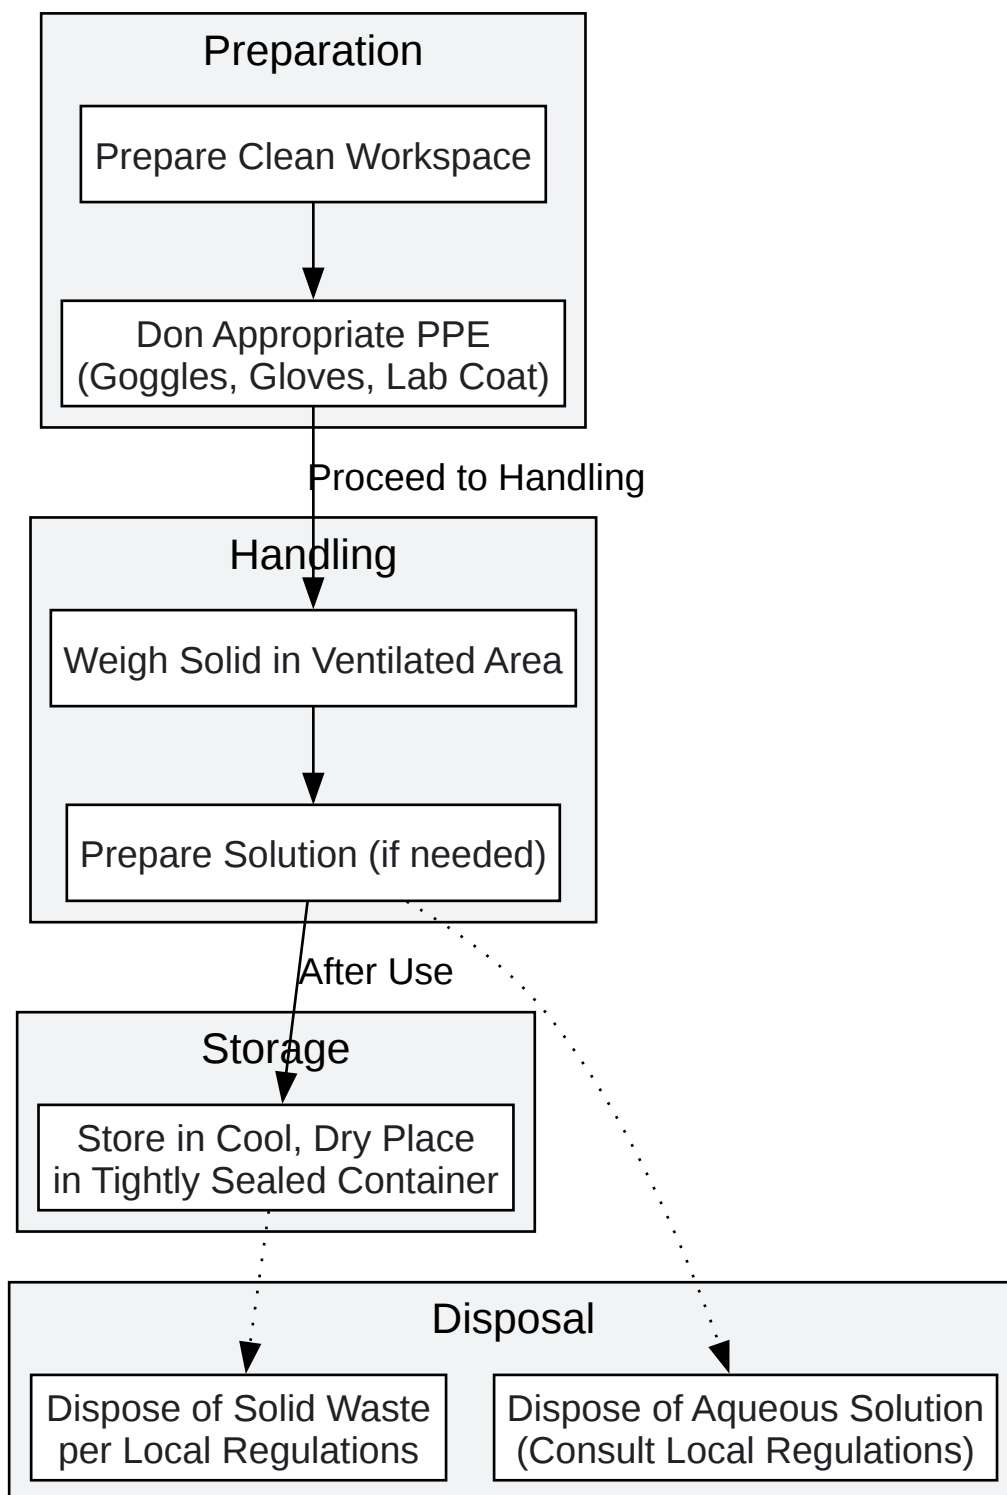 Preparation
Prepare Clean Workspace
Don Appropriate PPE
(Goggles, Gloves, Lab Coat)
Proceed to Handling
Handling
Weigh Solid in Ventilated Area
Prepare Solution (if needed)
After Use
Storage
Store in Cool, Dry Place
in Tightly Sealed Container
Disposal
Dispose of Solid Waste
per Local Regulations
Dispose of Aqueous Solution
(Consult Local Regulations)